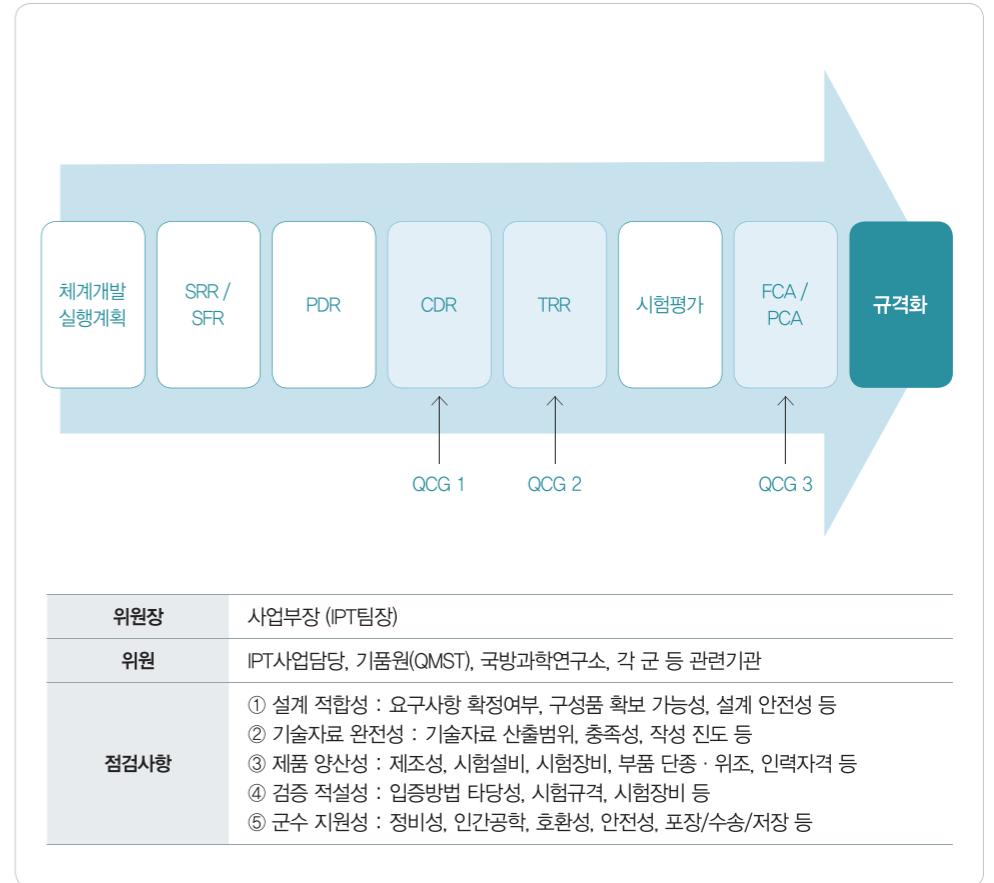 체계개발
실행계획
SRR /
SFR
PDR
CDR
TRR
시험평가
FCA /
PCA
규격화
QCG 1
QCG 2
QCG 3
위원장
사업부장 (IPT팀장)
위원
IPT사업담당, 기품원(QMST), 국방과학연구소, 각 군 등 관련기관
점검사항
① 설계 적합성 : 요구사항 확정여부, 구성품 확보 가능성, 설계 안전성 등
② 기술자료 완전성 : 기술자료 산출범위, 충족성, 작성 진도 등
③ 제품 양산성 : 제조성, 시험설비, 시험장비, 부품 단종 · 위조, 인력자격 등
④ 검증 적설성 : 입증방법 타당성, 시험규격, 시험장비 등
⑤ 군수 지원성 : 정비성, 인간공학, 호환성, 안전성, 포장/수송/저장 등